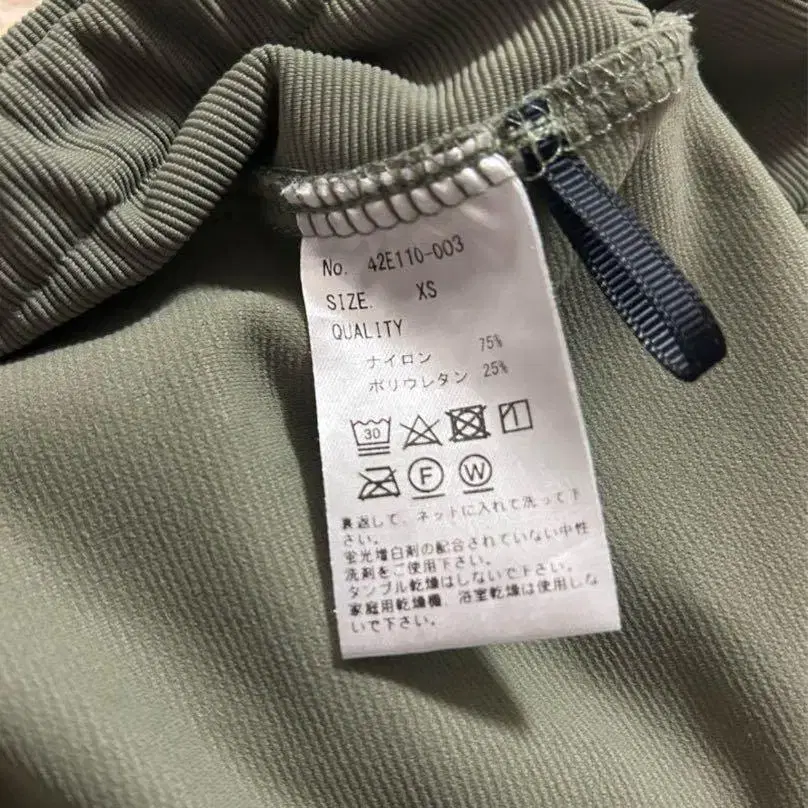 No. 42E110-003
SIZE. XS
QUALITY
ナイロン 75%
ポリウレタン 25%
30
F W
裏返して、ネットに入れて洗って下
さい。
蛍光増白剤の配合されていない中性
洗剤をご使用下さい。
タンブル乾燥はしないで下さい。
家庭用乾燥機 浴室乾燥は使用しな
いで下さい。